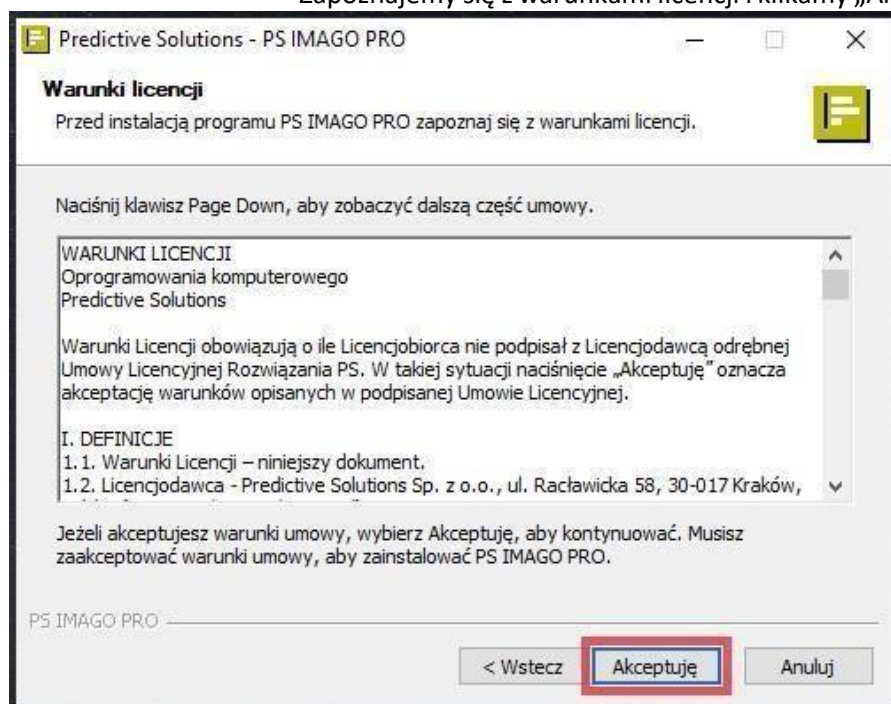 Zapoznajemy się z warunkami licencji i klikamy „A
Predictive Solutions - PS IMAGO PRO
Warunki licencji
Przed instalacją programu PS IMAGO PRO zapoznaj się z warunkami licencji.
Naciśnij klawisz Page Down, aby zobaczyć dalszą część umowy.
WARUNKI LICENCJI
Oprogramowania komputerowego
Predictive Solutions
Warunki Licencji obowiązują o ile Licencjobiorca nie podpisał z Licencjodawcą odrębnej
Umowy Licencyjnej Rozwiązania PS. W takiej sytuacji naciśnięcie „Akceptuję” oznacza
akceptację warunków opisanych w podpisanej Umowie Licencyjnej.
I. DEFINICJE
1.1. Warunki Licencji – niniejszy dokument.
1.2. Licencjodawca - Predictive Solutions Sp. z o.o., ul. Racławicka 58, 30-017 Kraków,
Jeżeli akceptujesz warunki umowy, wybierz Akceptuję, aby kontynuować. Musisz
zaakceptować warunki umowy, aby zainstalować PS IMAGO PRO.
PS IMAGO PRO
< Wstecz
Akceptuję
Anuluj